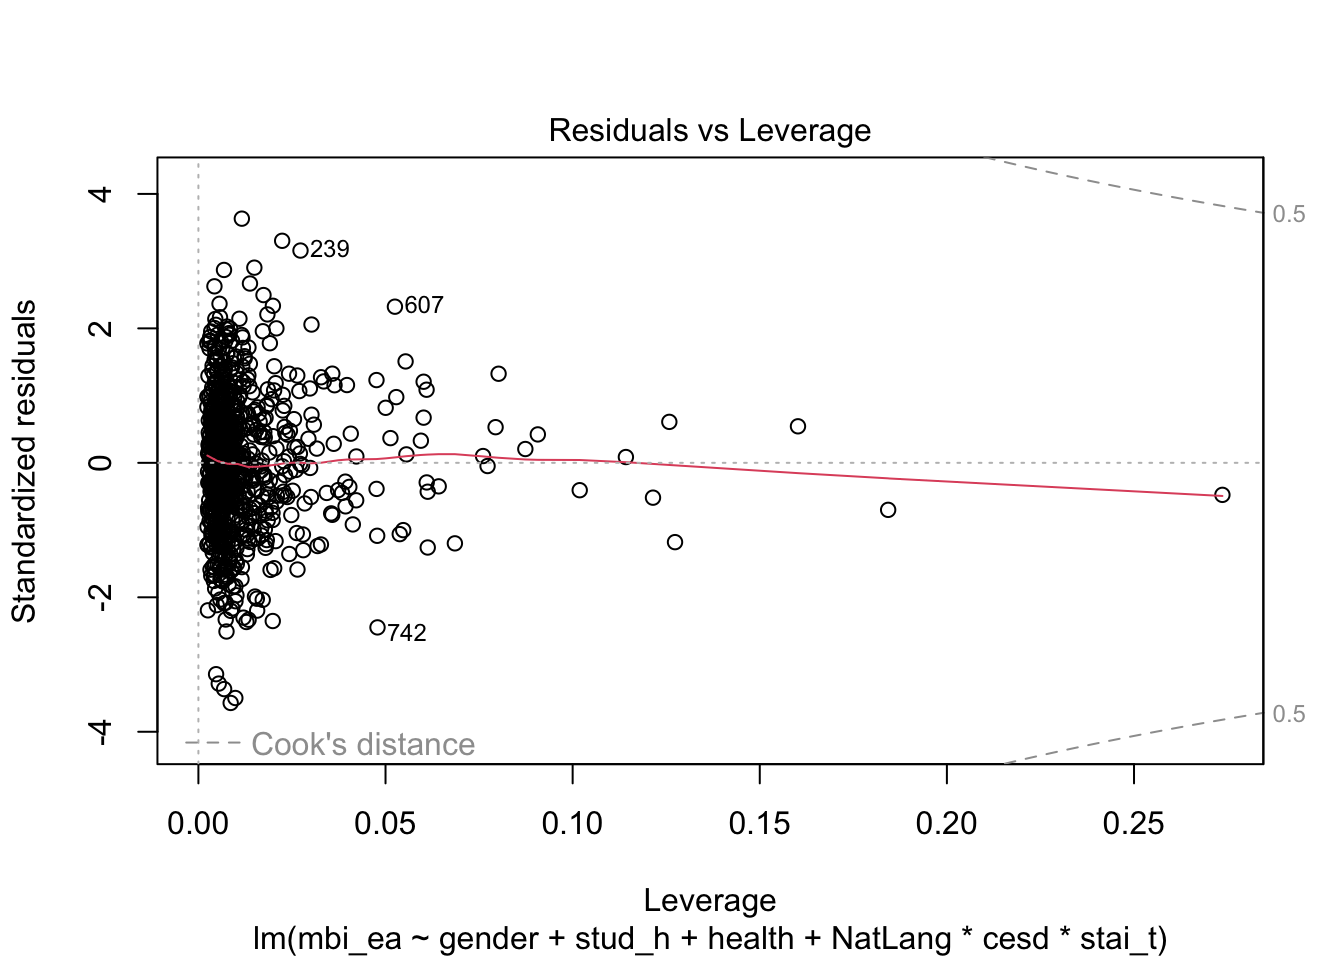 Residuals vs Leverage
Standardized residuals
4
2
0
-2
-4
239
607
742
0.5
0.5
Cook's distance
0.00 0.05 0.10 0.15 0.20 0.25
Leverage
lm(mbi_ea ~ gender + stud_h + health + NatLang * cesd * stai_t)